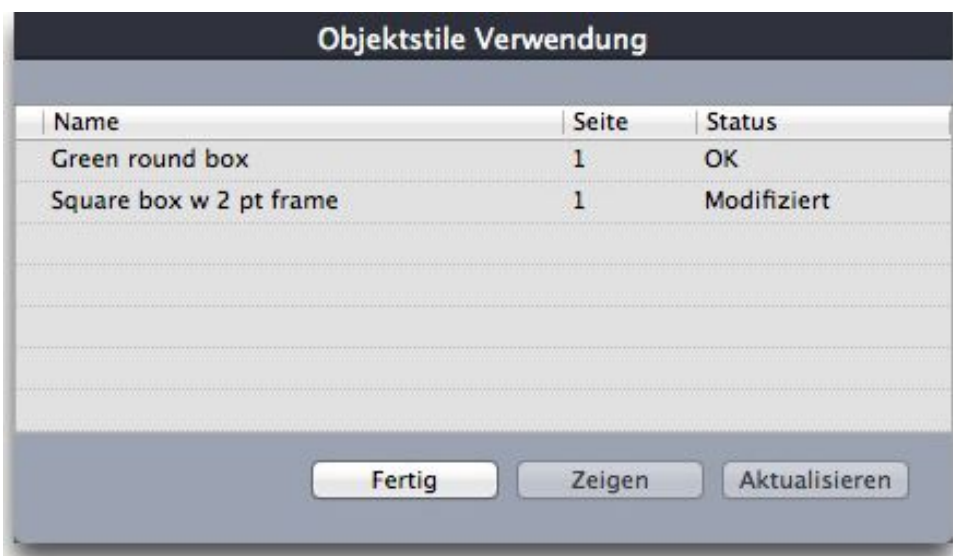 Objektstile Verwendung
Name Seite Status
Green round box 1 OK
Square box w 2 pt frame 1 Modifiziert
Fertig Zeigen Aktualisieren